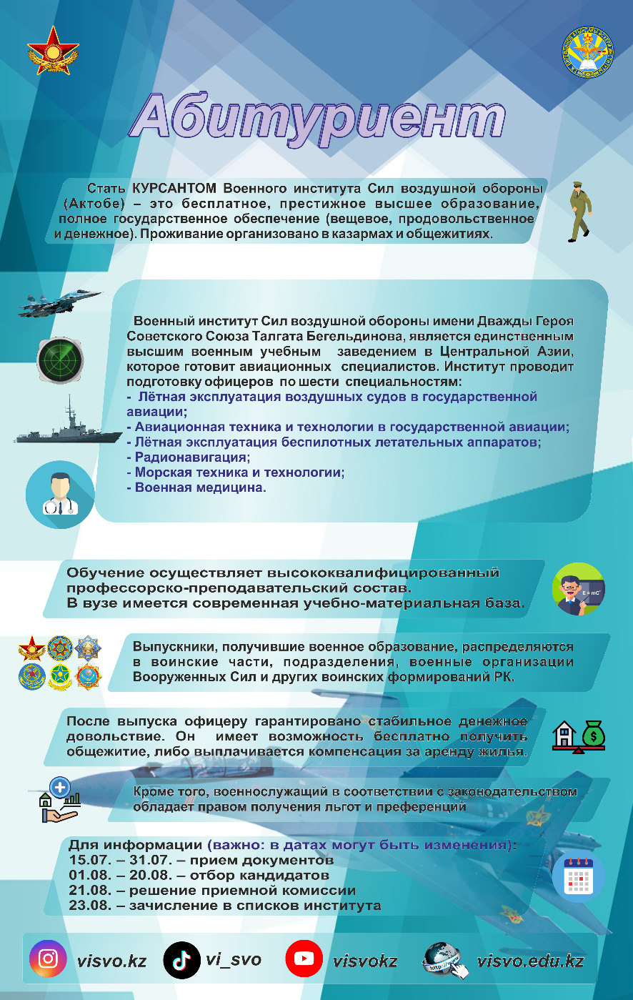 Абитуриент
Стать КУРСАНТОМ Военного института Сил воздушной обороны
(Актобе) – это бесплатное, престижное высшее образование,
полное государственное обеспечение (вещевое, продовольственное
и денежное). Проживание организовано в казармах и общежитиях.
Военный институт Сил воздушной обороны имени Дважды Героя
Советского Союза Талгата Бегельдинова, является единственным
высшим военным учебным заведением в Центральной Азии,
которое готовит авиационных специалистов. Институт проводит
подготовку офицеров по шести специальностям:
- Лётная эксплуатация воздушных судов в государственной
авиации;
- Авиационная техника и технологии в государственной авиации;
- Лётная эксплуатация беспилотных летательных аппаратов;
- Радионавигация;
- Морская техника и технологии;
- Военная медицина.
Обучение осуществляет высококвалифицированный
профессорско-преподавательский состав.
В вузе имеется современная учебно-материальная база.
E = mC²
Выпускники, получившие военное образование, распределяются
в воинские части, подразделения, военные организации
Вооруженных Сил и других воинских формирований РК.
После выпуска офицеру гарантировано стабильное денежное
довольствие. Он имеет возможность бесплатно получить
общежитие, либо выплачивается компенсация за аренду жилья.
Кроме того, военнослужащий в соответствии с законодательством
обладает правом получения льгот и преференций
Для информации (важно: в датах могут быть изменения):
15.07. – 31.07. – прием документов
01.08. – 20.08. – отбор кандидатов
21.08. – решение приемной комиссии
23.08. – зачисление в списков института
visvo.kz
vi_svo
visvokz
http://www
visvo.edu.kz